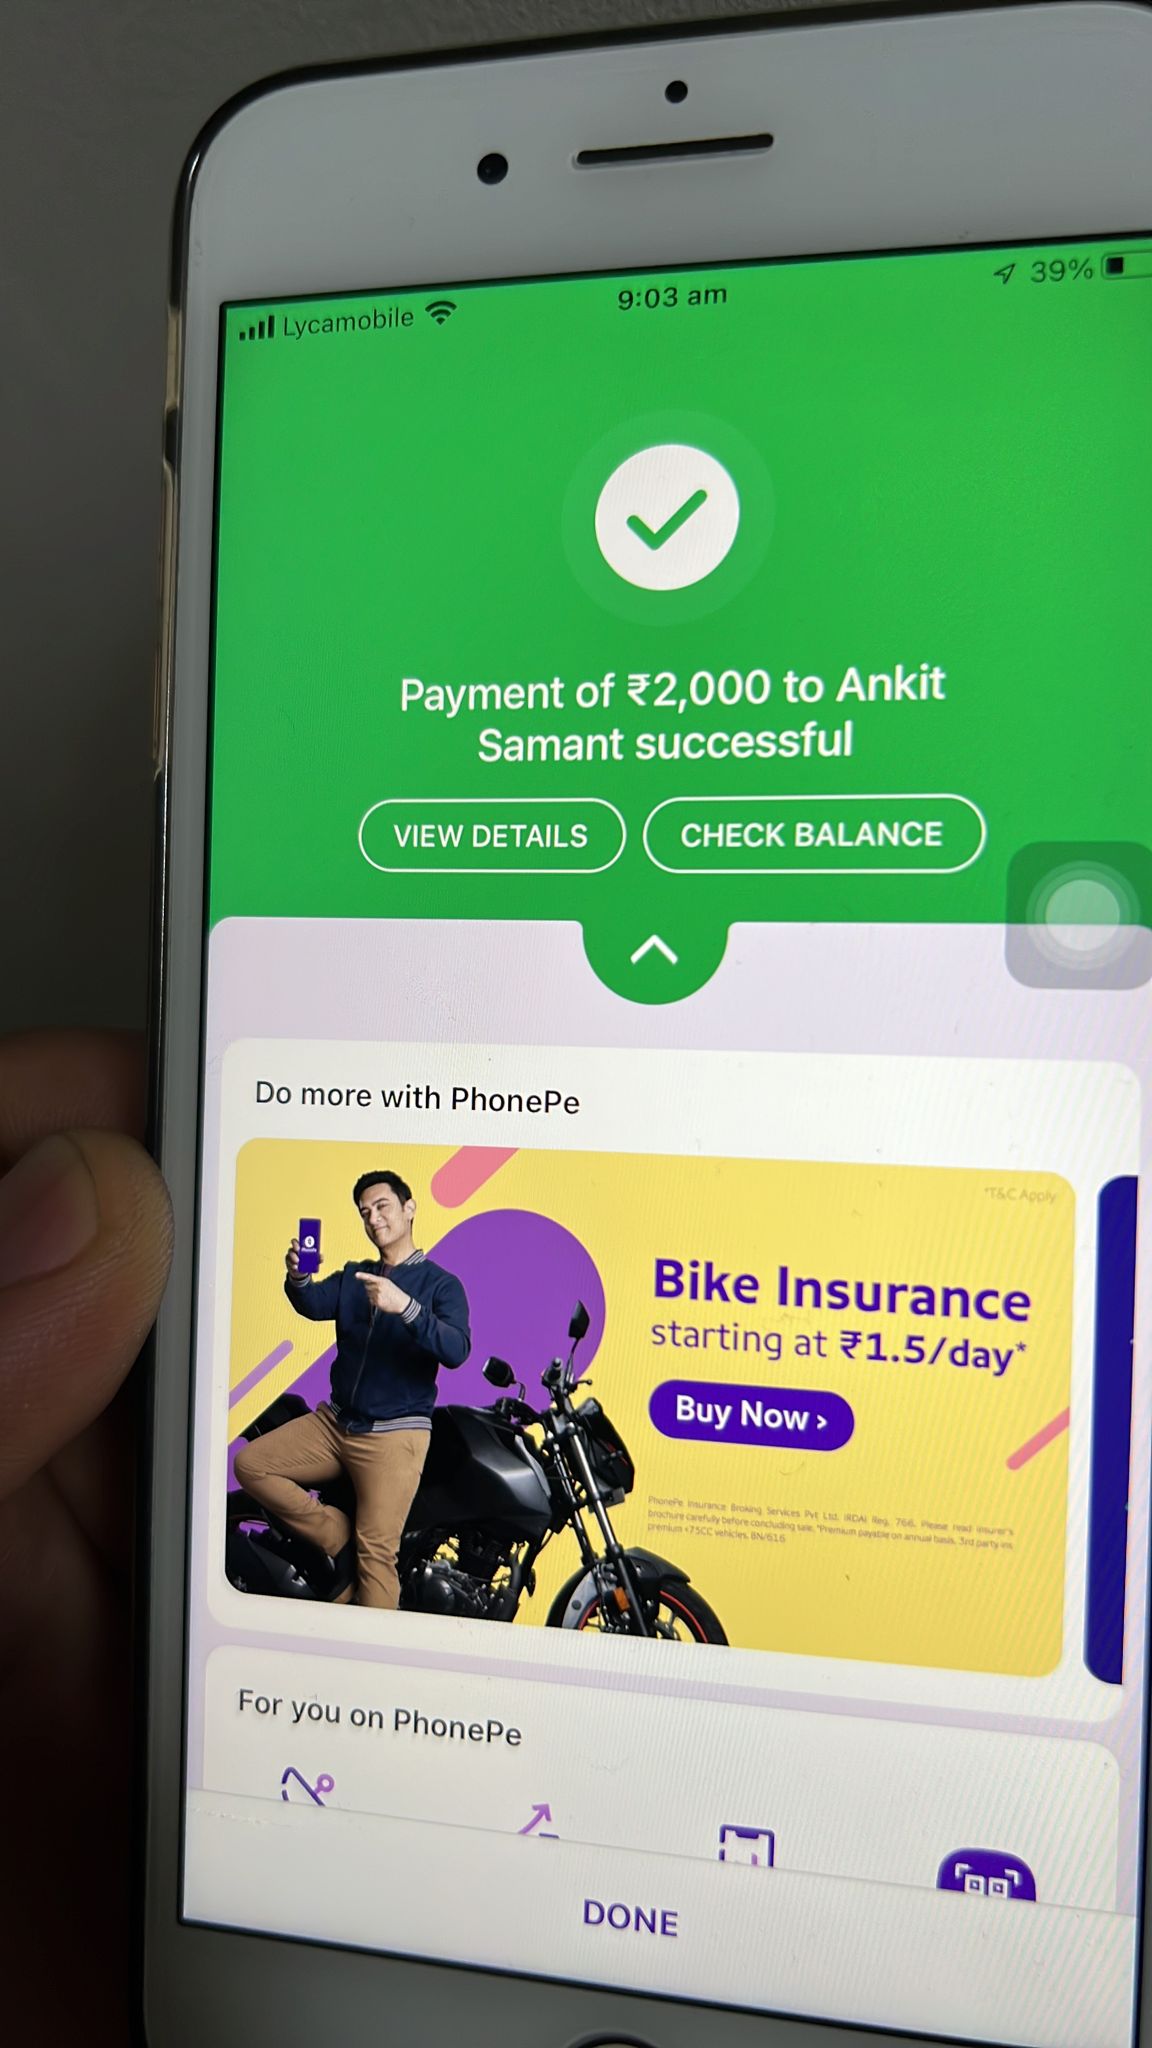 Lycamobile
9:03 am
39%
Payment of ₹2,000 to Ankit
Samant successful
VIEW DETAILS
CHECK BALANCE
Do more with PhonePe
*T&C Apply
Bike Insurance
starting at ₹1.5/day*
Buy Now ›
PhonePe Insurance Broking Services Pvt Ltd. IRDAI Reg. 766. Please read insurer's
brochure carefully before concluding sale. *Premium payable on annual basis. 3rd party ins
premium <75CC vehicles. BN/616
For you on PhonePe
DONE